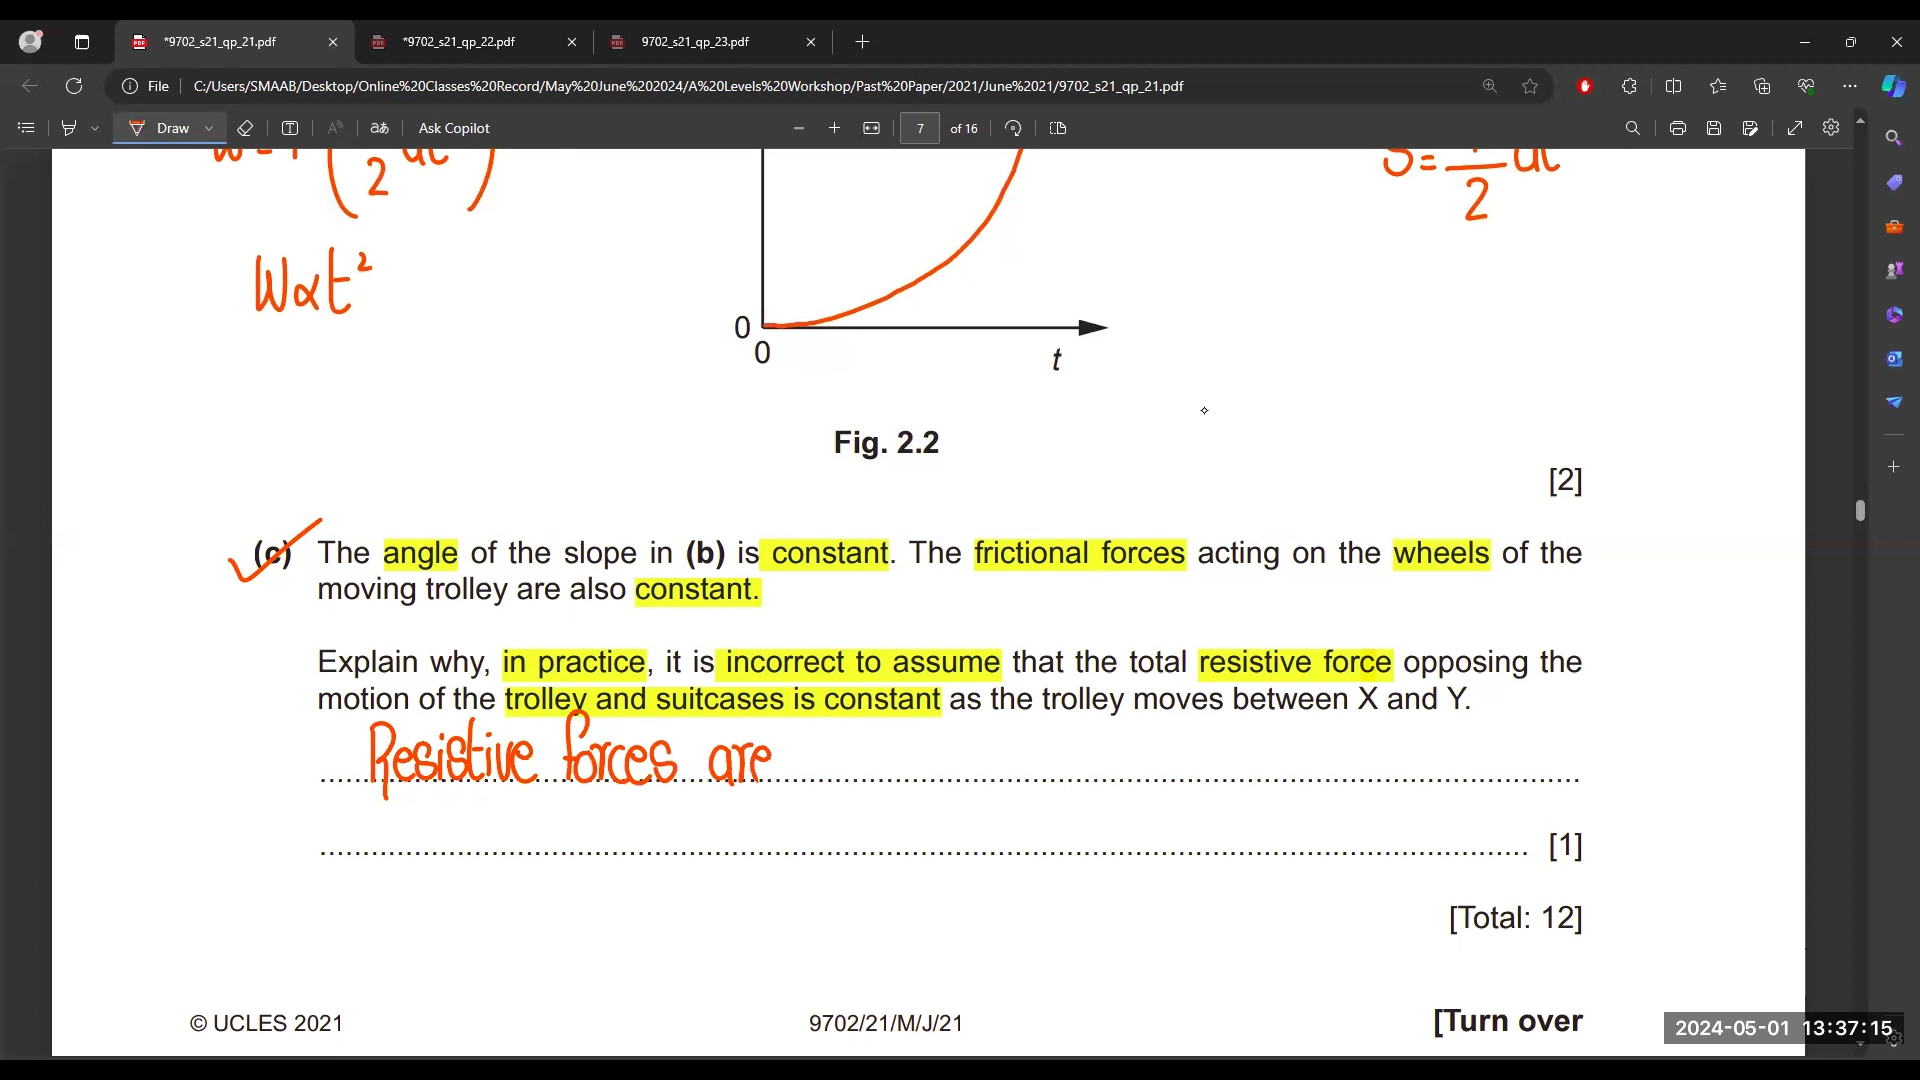 *9702_s21_qp_21.pdf
*9702_s21_qp_22.pdf
9702_s21_qp_23.pdf
File
C:/Users/SMAAB/Desktop/Online%20Classes%20Record/May%20June%202024/A%20Levels%20Workshop/Past%20Paper/2021/June%2021/9702_s21_qp_21.pdf
Draw
aあ
Ask Copilot
7 of 16
2
2
W∝t²
0
0
t
Fig. 2.2
[2]
(c) The angle of the slope in (b) is constant. The frictional forces acting on the wheels of the
moving trolley are also constant.
Explain why, in practice, it is incorrect to assume that the total resistive force opposing the
motion of the trolley and suitcases is constant as the trolley moves between X and Y.
Resistive forces are
[1]
[Total: 12]
© UCLES 2021
9702/21/M/J/21
[Turn over
2024-05-01 13:37:15